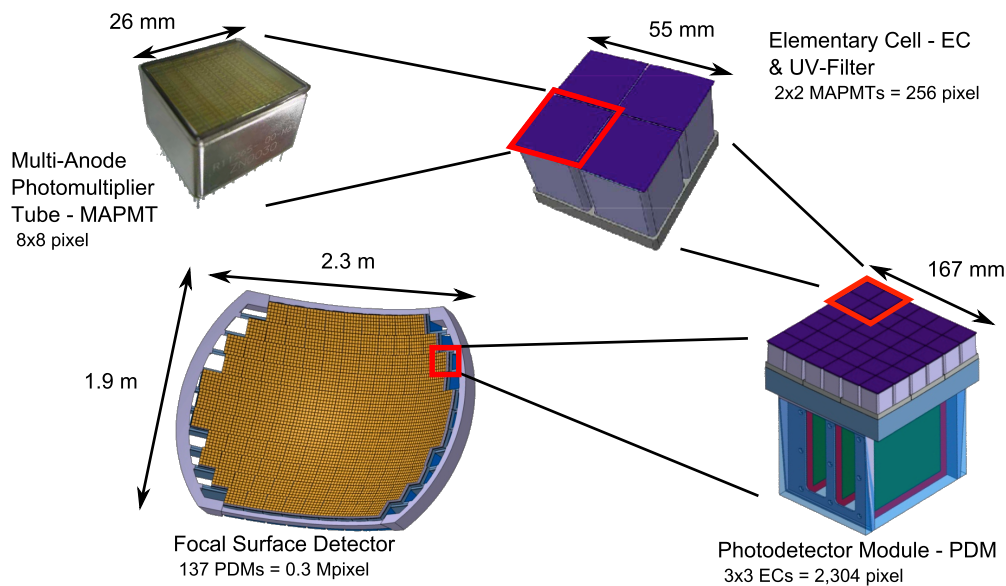 26 mm
55 mm
Elementary Cell - EC
& UV-Filter
2x2 MAPMTs = 256 pixel
Multi-Anode
Photomultiplier
Tube - MAPMT
8x8 pixel
2.3 m
167 mm
1.9 m
Focal Surface Detector
137 PDMs = 0.3 Mpixel
Photodetector Module - PDM
3x3 ECs = 2,304 pixel